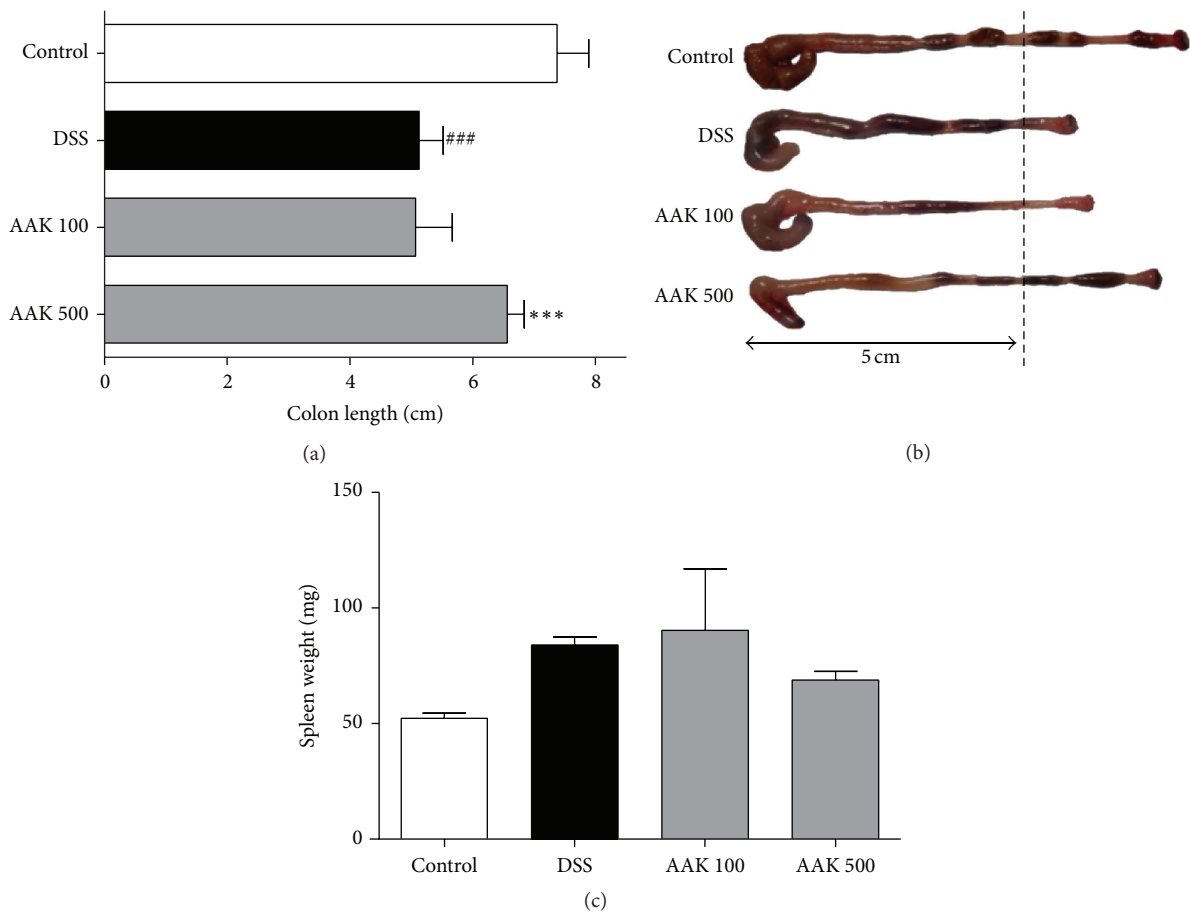 Control
DSS
###
AAK 100
AAK 500
***
0 2 4 6 8
Colon length (cm)
(a)
Control
DSS
AAK 100
AAK 500
5 cm
(b)
150
100
50
0
Spleen weight (mg)
Control DSS AAK 100 AAK 500
(c)